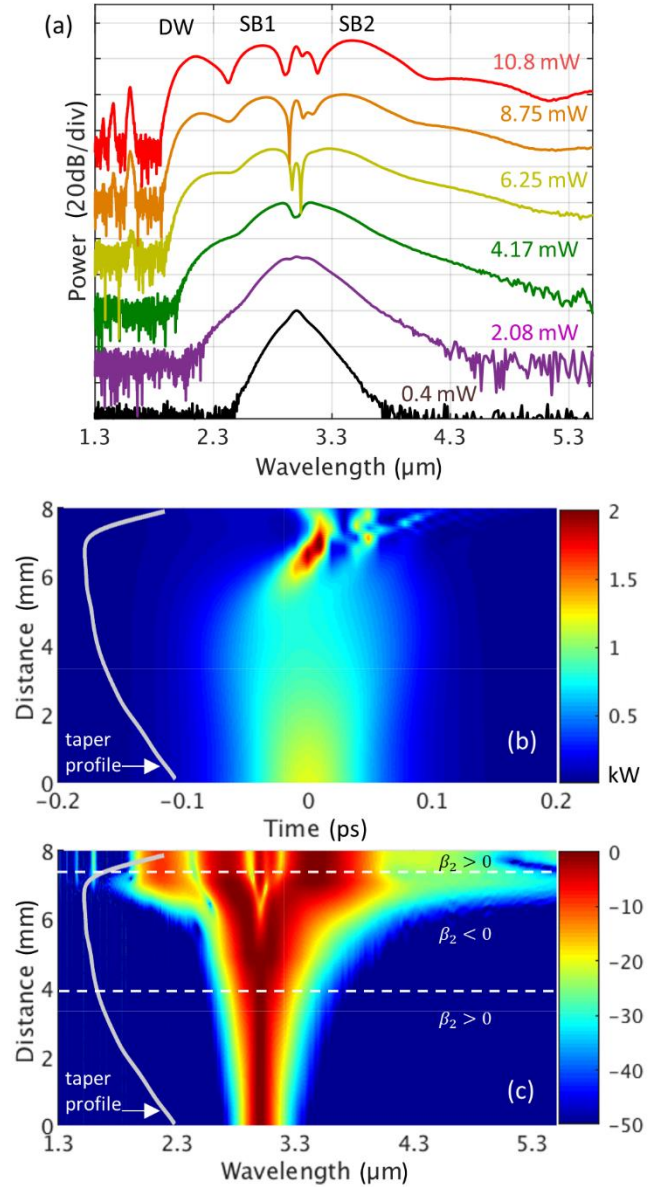 (a)
DW SB1 SB2
10.8 mW
8.75 mW
6.25 mW
4.17 mW
2.08 mW
0.4 mW
Power (20dB/div)
1.3 2.3 3.3 4.3 5.3
Wavelength (μm)
8
6
4
2
0
Distance (mm)
taper
profile
(b)
2
1.5
1
0.5
kW
-0.2 -0.1 0 0.1 0.2
Time (ps)
8
6
4
2
0
Distance (mm)
β₂ > 0
β₂ < 0
β₂ > 0
taper
profile
(c)
0
-10
-20
-30
-40
-50
1.3 2.3 3.3 4.3 5.3
Wavelength (μm)